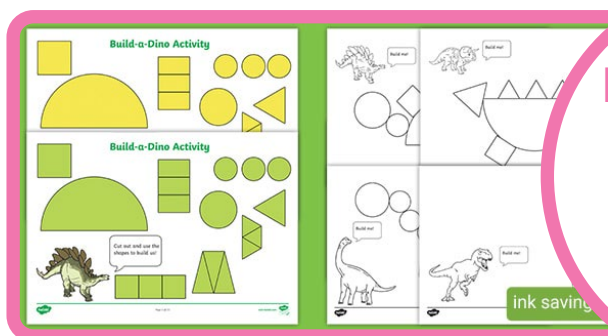 Build-a-Dino Activity
Build-a-Dino Activity
Cut out and use the
shapes to build us!
Build me!
Build me!
Build me!
Build me!
ink saving